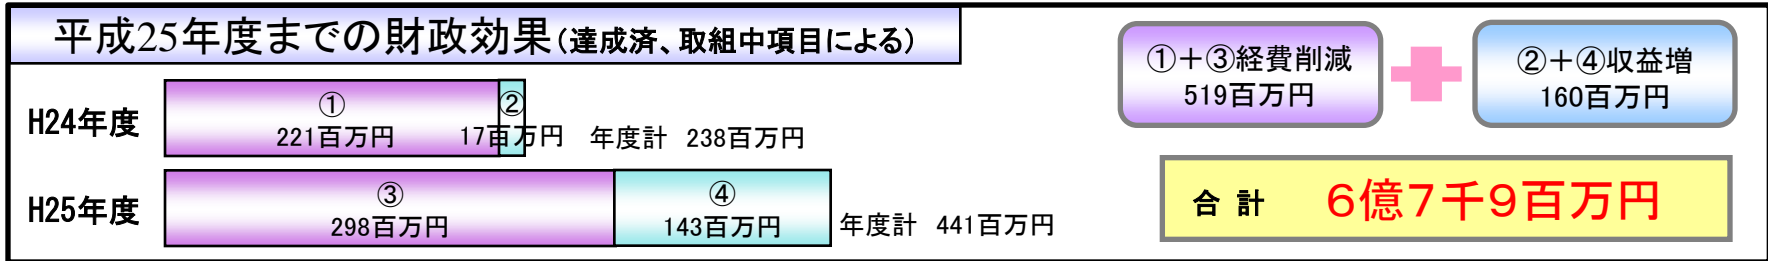 平成25年度までの財政効果(達成済、取組中項目による)
H24年度
①
221百万円
②
17百万円
年度計 238百万円
H25年度
③
298百万円
④
143百万円
年度計 441百万円
①＋③経費削減
519百万円
②＋④収益増
160百万円
合 計 ６億７千９百万円